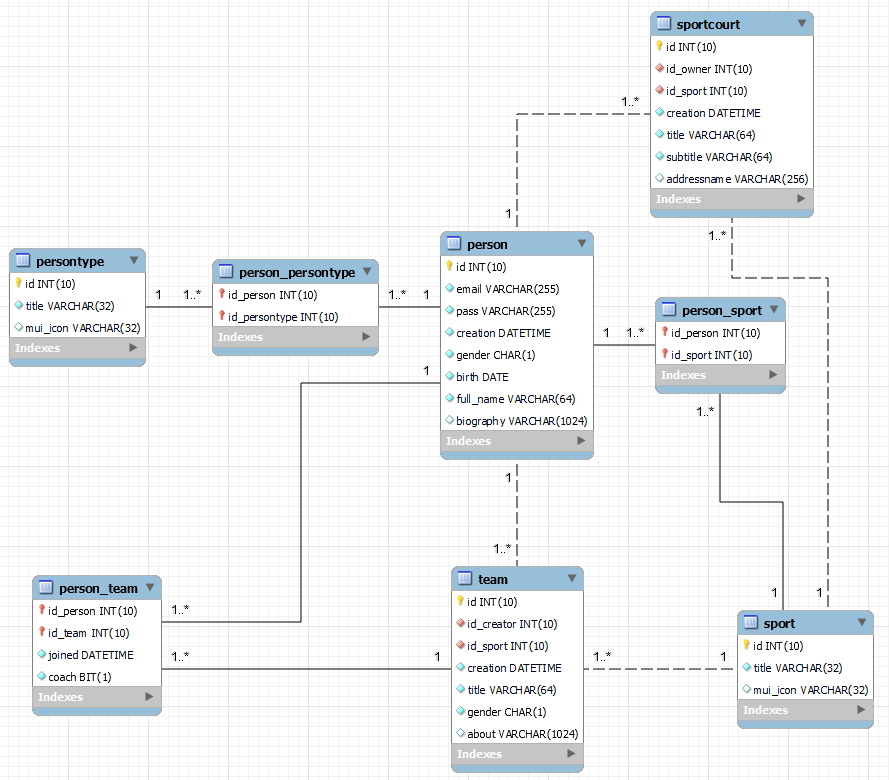 sportcourt
id INT(10)
id_owner INT(10)
id_sport INT(10)
creation DATETIME
title VARCHAR(64)
subtitle VARCHAR(64)
addressname VARCHAR(256)
Indexes
1..*
1
1..*
persontype
id INT(10)
title VARCHAR(32)
mui_icon VARCHAR(32)
Indexes
1
1..*
person_persontype
id_person INT(10)
id_persontype INT(10)
Indexes
1..*
1
person
id INT(10)
email VARCHAR(255)
pass VARCHAR(255)
creation DATETIME
gender CHAR(1)
birth DATE
full_name VARCHAR(64)
biography VARCHAR(1024)
Indexes
1
1..*
person_sport
id_person INT(10)
id_sport INT(10)
Indexes
1
1..*
1
1..*
person_team
id_person INT(10)
id_team INT(10)
joined DATETIME
coach BIT(1)
Indexes
1..*
1..*
1
team
id INT(10)
id_creator INT(10)
id_sport INT(10)
creation DATETIME
title VARCHAR(64)
gender CHAR(1)
about VARCHAR(1024)
Indexes
1..*
1
1
1
sport
id INT(10)
title VARCHAR(32)
mui_icon VARCHAR(32)
Indexes